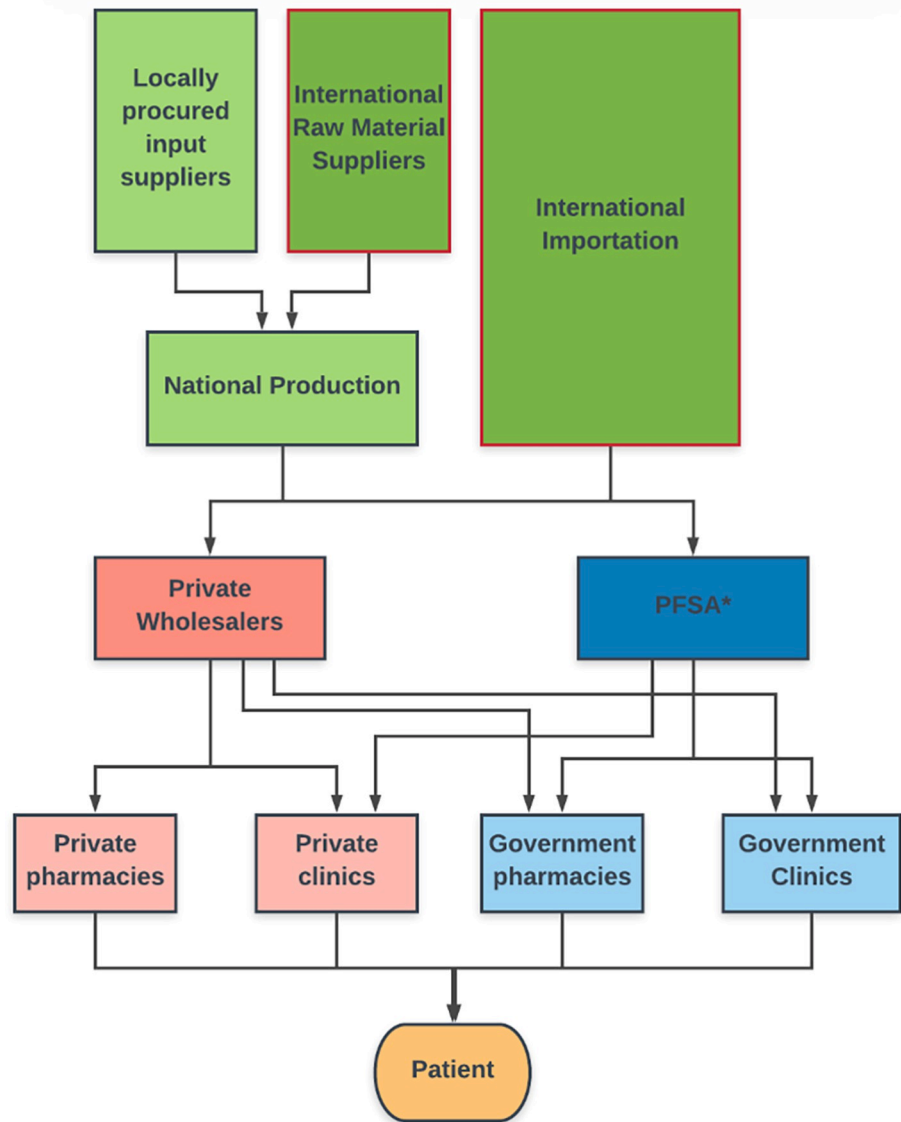 Locally
procured
input
suppliers
International
Raw Material
Suppliers
International
Importation
National Production
Private
Wholesalers
PFSA*
Private
pharmacies
Private
clinics
Government
pharmacies
Government
Clinics
Patient